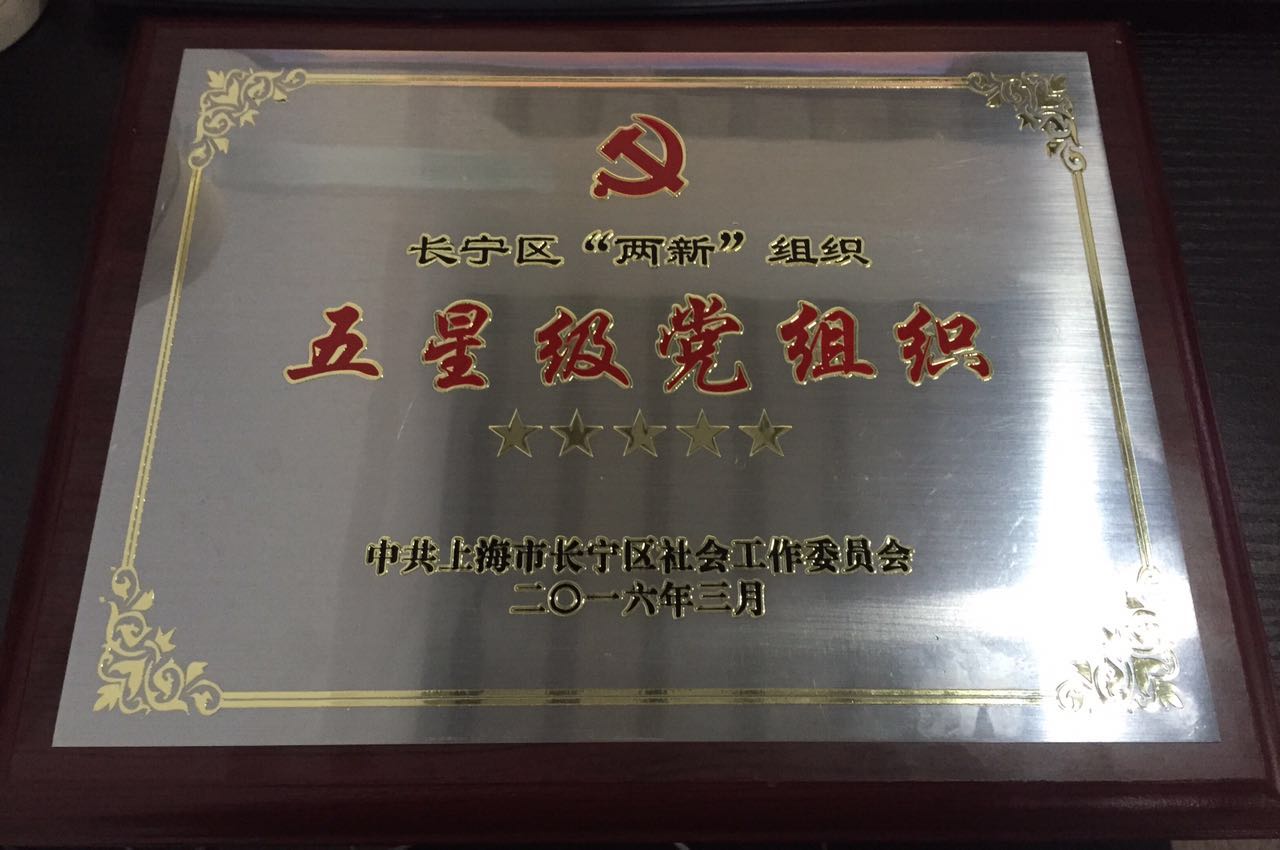 长宁区“两新”组织
五星级党组织
中共上海市长宁区社会工作委员会
二〇一六年三月